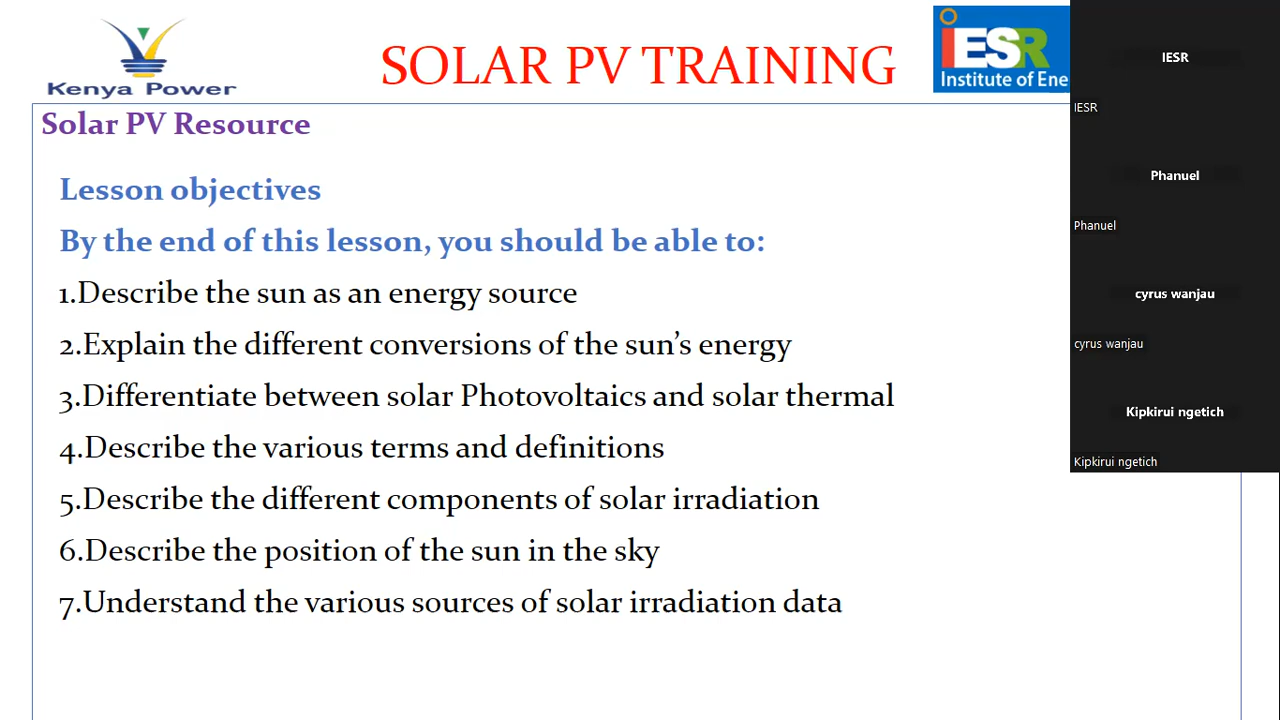 Kenya Power
SOLAR PV TRAINING
iESR
Institute of Ene
Solar PV Resource
Lesson objectives
By the end of this lesson, you should be able to:
1.Describe the sun as an energy source
2.Explain the different conversions of the sun’s energy
3.Differentiate between solar Photovoltaics and solar thermal
4.Describe the various terms and definitions
5.Describe the different components of solar irradiation
6.Describe the position of the sun in the sky
7.Understand the various sources of solar irradiation data
IESR
IESR
Phanuel
Phanuel
cyrus wanjau
cyrus wanjau
Kipkirui ngetich
Kipkirui ngetich